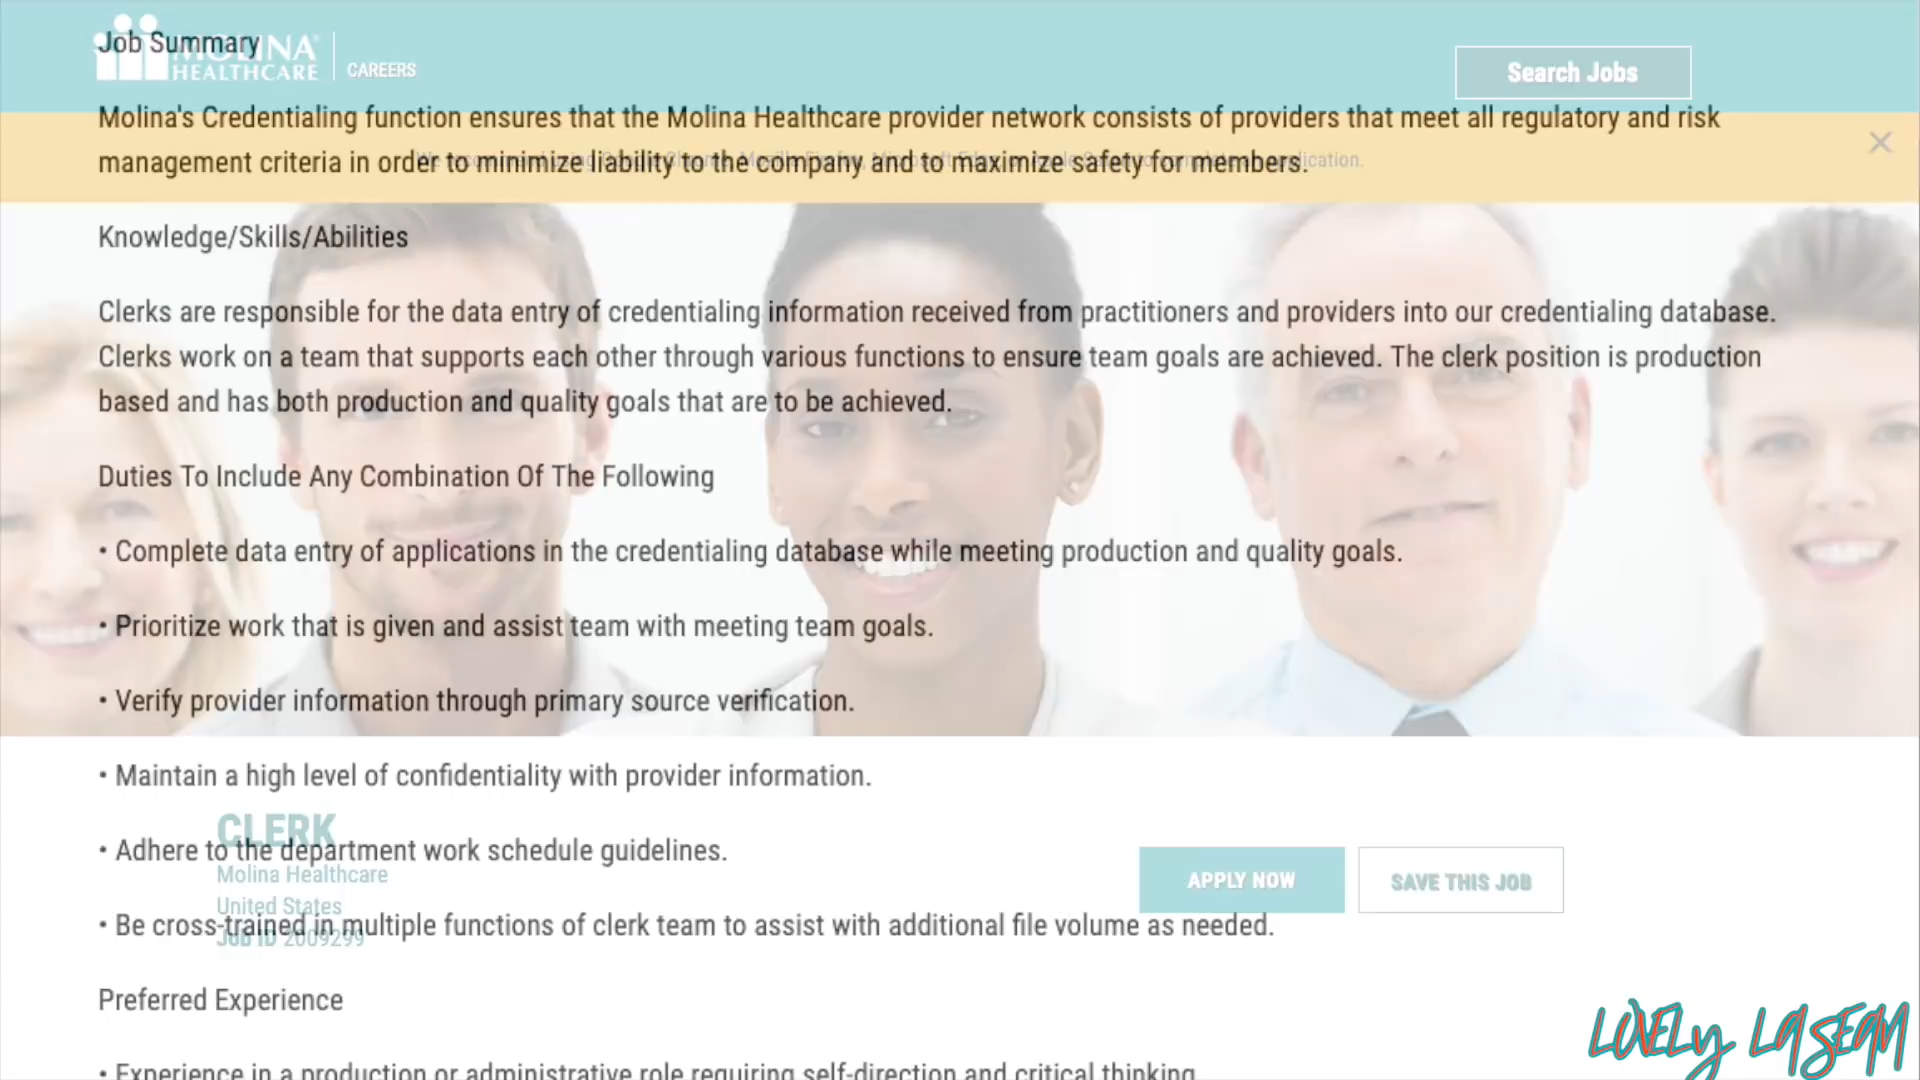 Job Summary
MOLINA
HEALTHCARE
CAREERS
Search Jobs
Molina's Credentialing function ensures that the Molina Healthcare provider network consists of providers that meet all regulatory and risk
management criteria in order to minimize liability to the company and to maximize safety for members.
Knowledge/Skills/Abilities
Clerks are responsible for the data entry of credentialing information received from practitioners and providers into our credentialing database.
Clerks work on a team that supports each other through various functions to ensure team goals are achieved. The clerk position is production
based and has both production and quality goals that are to be achieved.
Duties To Include Any Combination Of The Following
• Complete data entry of applications in the credentialing database while meeting production and quality goals.
• Prioritize work that is given and assist team with meeting team goals.
• Verify provider information through primary source verification.
• Maintain a high level of confidentiality with provider information.
CLERK
• Adhere to the department work schedule guidelines.
Molina Healthcare
APPLY NOW
SAVE THIS JOB
United States
• Be cross-trained in multiple functions of clerk team to assist with additional file volume as needed.
Job ID 2009299
Preferred Experience
• Experience in a production or administrative role requiring self-direction and critical thinking
LOVELY LASEAN